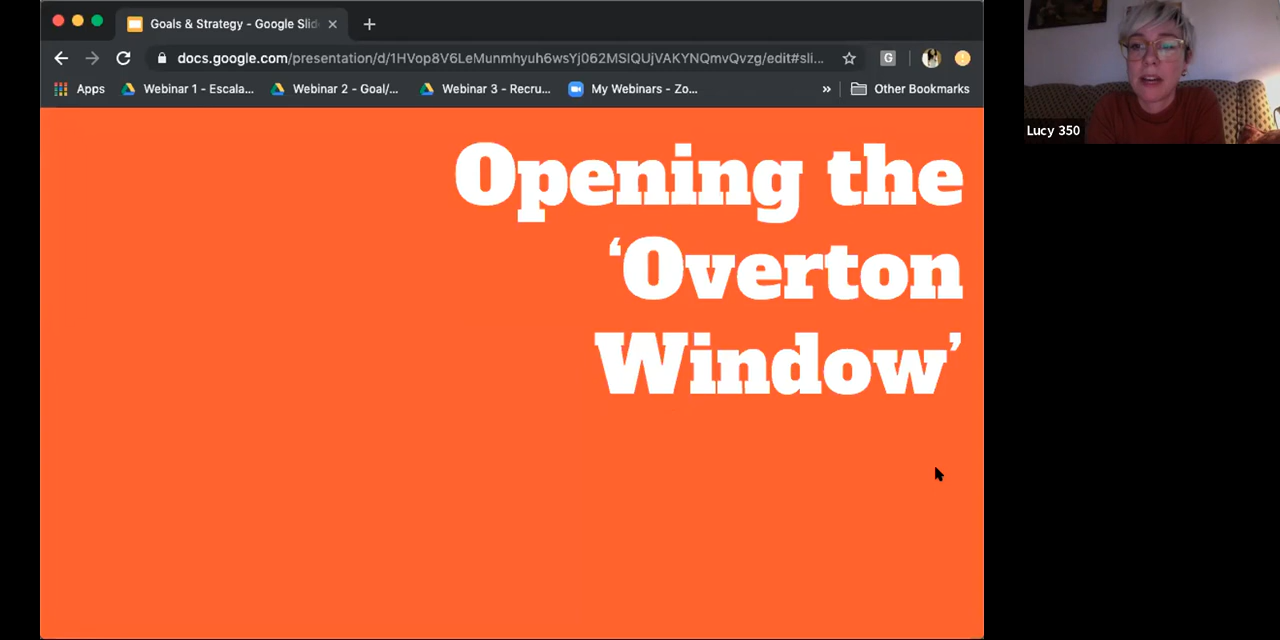 Goals & Strategy - Google Slid
docs.google.com/presentation/d/1HVop8V6LeMunmhyuh6wsYj062MSlQUjVAKYNQmvQvzg/edit#sli...
G
Apps
Webinar 1 - Escala...
Webinar 2 - Goal/...
Webinar 3 - Recru...
My Webinars - Zo...
»
Other Bookmarks
Opening the
‘Overton
Window’
Lucy 350